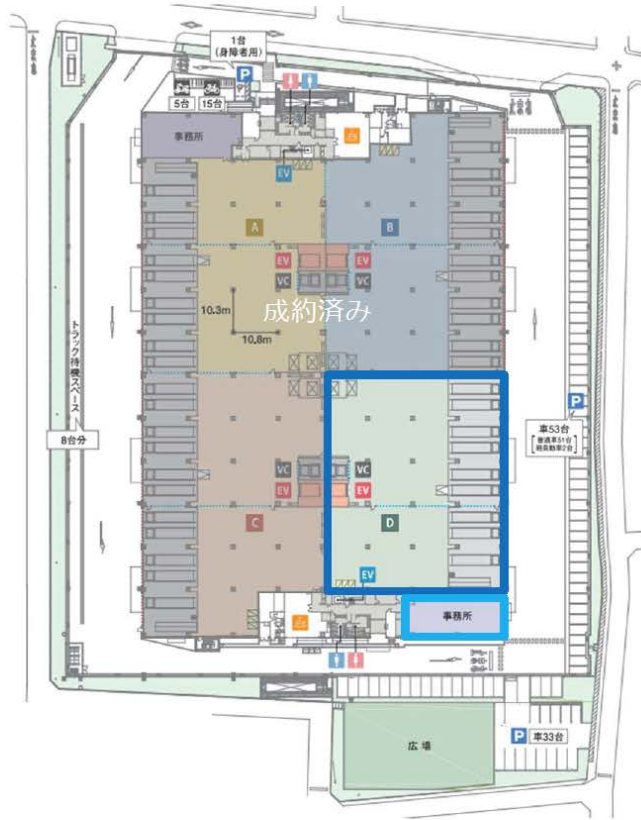 1台
(身障者用)
P
5台
15台
事務所
EV
A
B
EV
EV
VC
VC
成約済み
10.3m
10.8m
トラック待機スペース
8台分
P
車53台
普通車51台
軽自動車2台
VC
VC
EV
EV
C
D
EV
事務所
広場
P
車33台